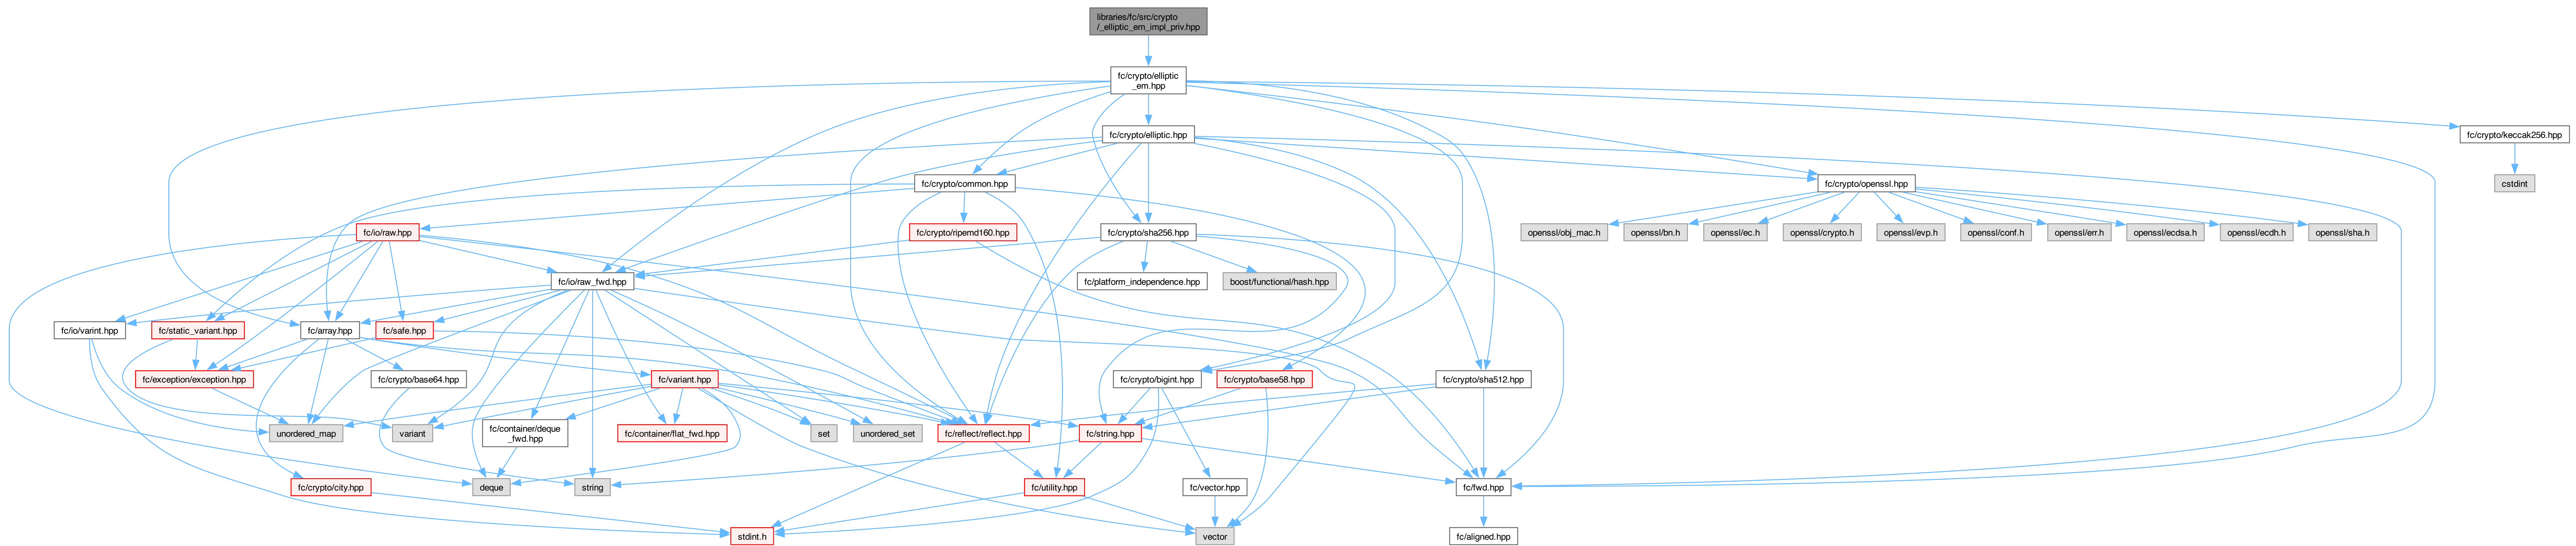 libraries/fc/src/crypto
/_elliptic_em_impl_priv.hpp
fc/crypto/elliptic
_em.hpp
fc/crypto/elliptic.hpp
fc/crypto/keccak256.hpp
fc/crypto/common.hpp
fc/crypto/openssl.hpp
cstdint
fc/io/raw.hpp
fc/crypto/ripemd160.hpp
fc/crypto/sha256.hpp
openssl/obj_mac.h
openssl/bn.h
openssl/ec.h
openssl/crypto.h
openssl/evp.h
openssl/conf.h
openssl/err.h
openssl/ecdsa.h
openssl/ecdh.h
openssl/sha.h
fc/io/raw_fwd.hpp
fc/platform_independence.hpp
boost/functional/hash.hpp
fc/io/varint.hpp
fc/static_variant.hpp
fc/array.hpp
fc/safe.hpp
fc/exception/exception.hpp
fc/crypto/base64.hpp
fc/variant.hpp
fc/crypto/bigint.hpp
fc/crypto/base58.hpp
fc/crypto/sha512.hpp
unordered_map
variant
fc/container/deque
_fwd.hpp
fc/container/flat_fwd.hpp
set
unordered_set
fc/reflect/reflect.hpp
fc/string.hpp
fc/crypto/city.hpp
deque
string
fc/utility.hpp
fc/vector.hpp
fc/fwd.hpp
stdint.h
vector
fc/aligned.hpp